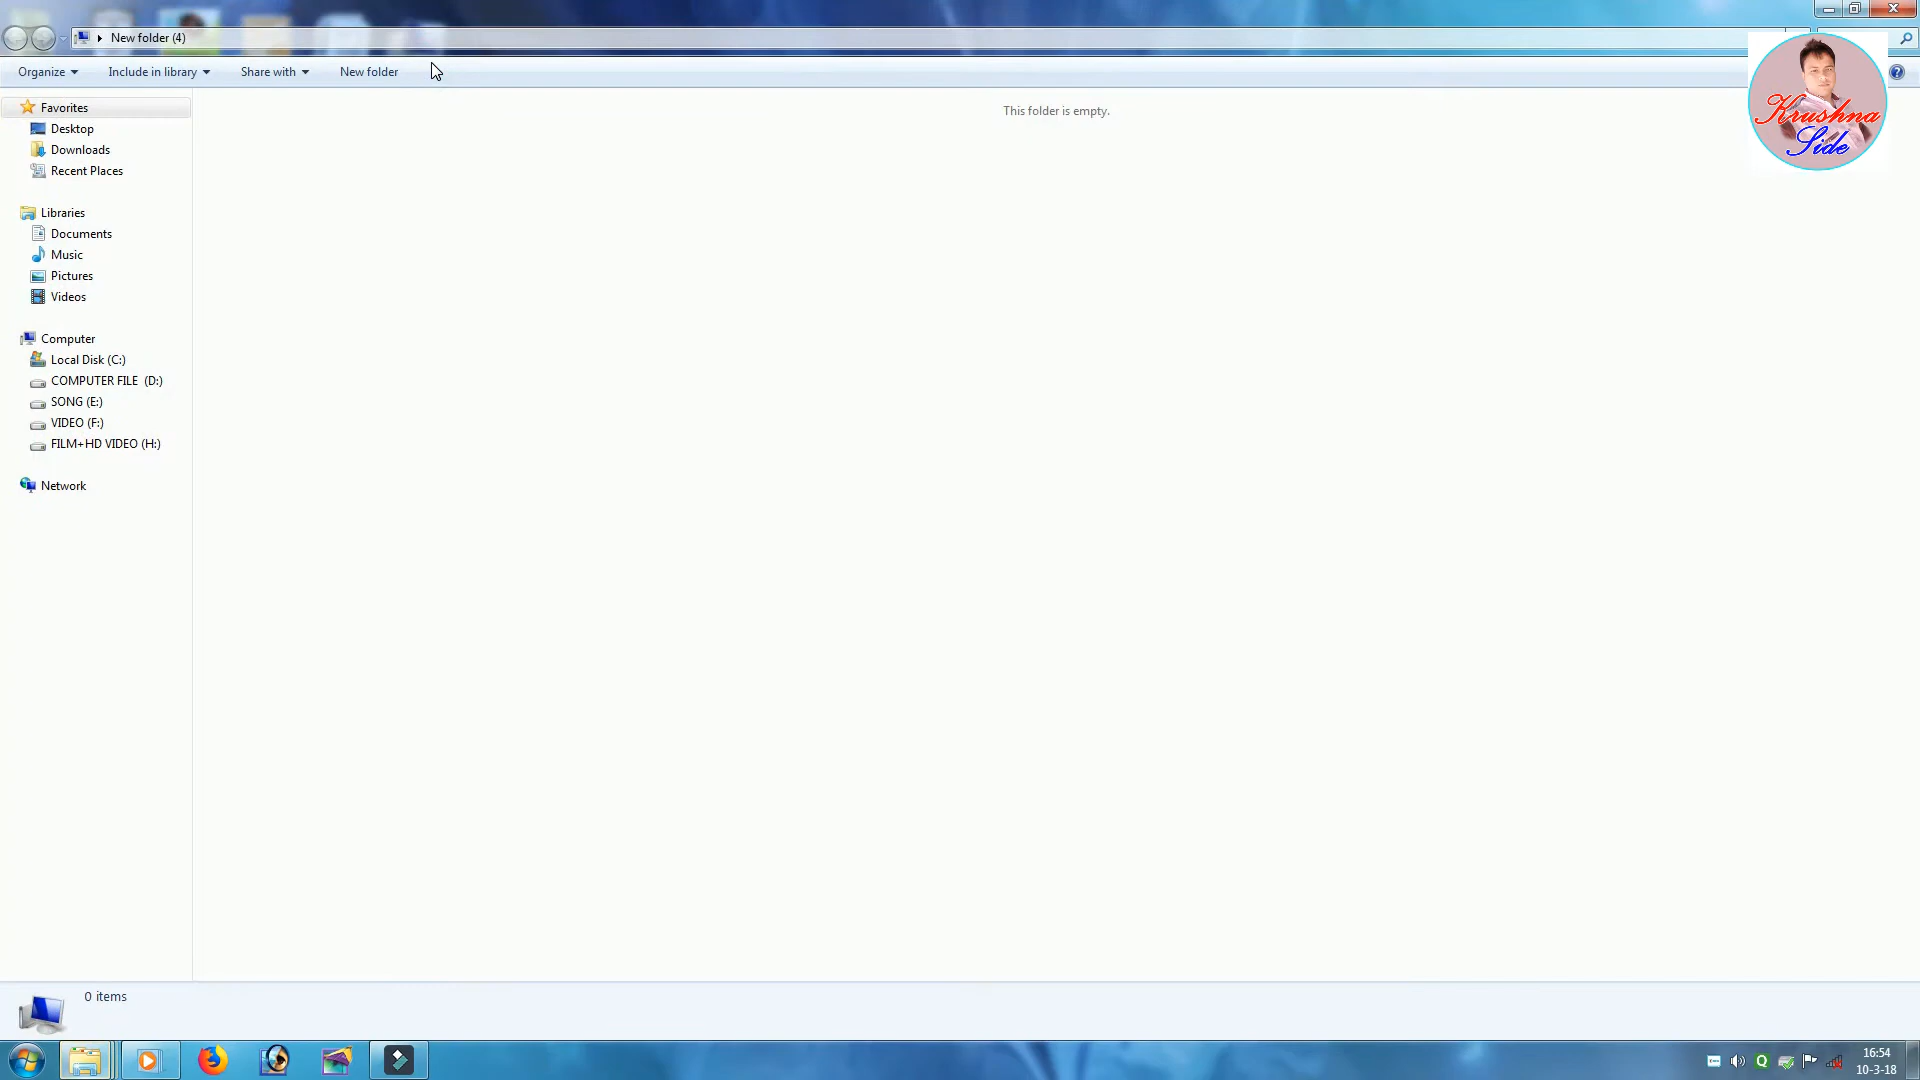 New folder (4)
Organize
Include in library
Share with
New folder
This folder is empty.
Krushna
Side
Favorites
Desktop
Downloads
Recent Places
Libraries
Documents
Music
Pictures
Videos
Computer
Local Disk (C:)
COMPUTER FILE (D:)
SONG (E:)
VIDEO (F:)
FILM+HD VIDEO (H:)
Network
0 items
Q
16:54
10-3-18